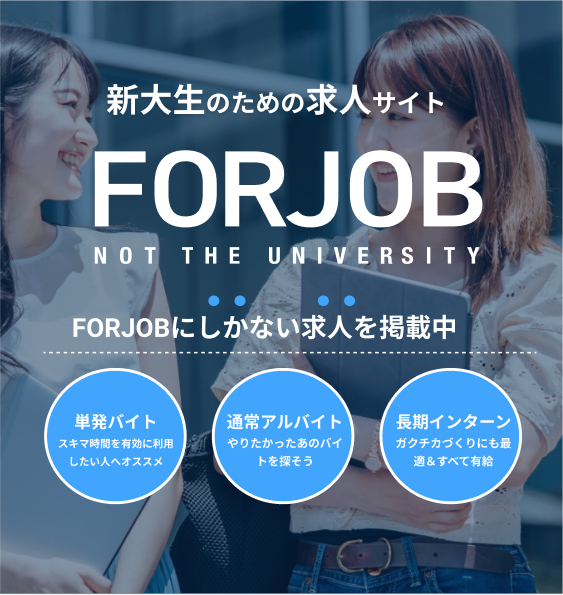 新大生のための求人サイト
FORJOB
NOT THE UNIVERSITY
FORJOBにしかない求人を掲載中
単発バイト
スキマ時間を有効に利用
したい人へオススメ
通常アルバイト
やりたかったあのバイ
トを探そう
長期インターン
ガクチカづくりにも最
適＆すべて有給